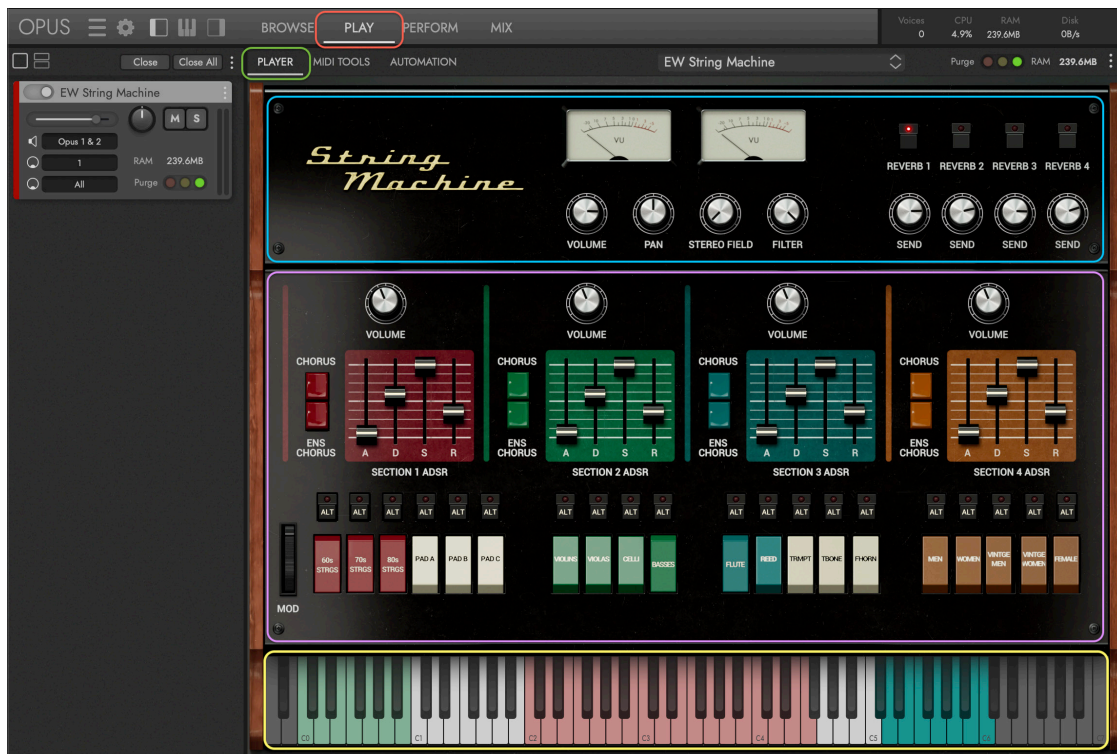 OPUS
BROWSE PLAY PERFORM MIX
Voices CPU RAM Disk
0 4.9% 239.6MB 0B/s
Close Close All
PLAYER MIDI TOOLS AUTOMATION
EW String Machine
Purge RAM 239.6MB
EW String Machine
M S
Opus 1 & 2
1 RAM 239.6MB
All Purge
String
Machine
VU VU
REVERB 1 REVERB 2 REVERB 3 REVERB 4
VOLUME PAN STEREO FIELD FILTER SEND SEND SEND SEND
VOLUME VOLUME VOLUME VOLUME
CHORUS CHORUS CHORUS CHORUS
ENS CHORUS ENS CHORUS ENS CHORUS ENS CHORUS
A D S R A D S R A D S R A D S R
SECTION 1 ADSR SECTION 2 ADSR SECTION 3 ADSR SECTION 4 ADSR
ALT ALT ALT ALT ALT ALT ALT ALT ALT ALT ALT ALT ALT ALT ALT ALT ALT ALT ALT ALT
60s STRGS 70s STRGS 80s STRGS PAD A PAD B PAD C VIOLINS VIOLAS CELLI BASSES FLUTE REED TRMPT TBONE FHORN MEN WOMEN VINTGE MEN VINTGE WOMEN FEMALE
MOD
C0 C1 C2 C3 C4 C5 C6